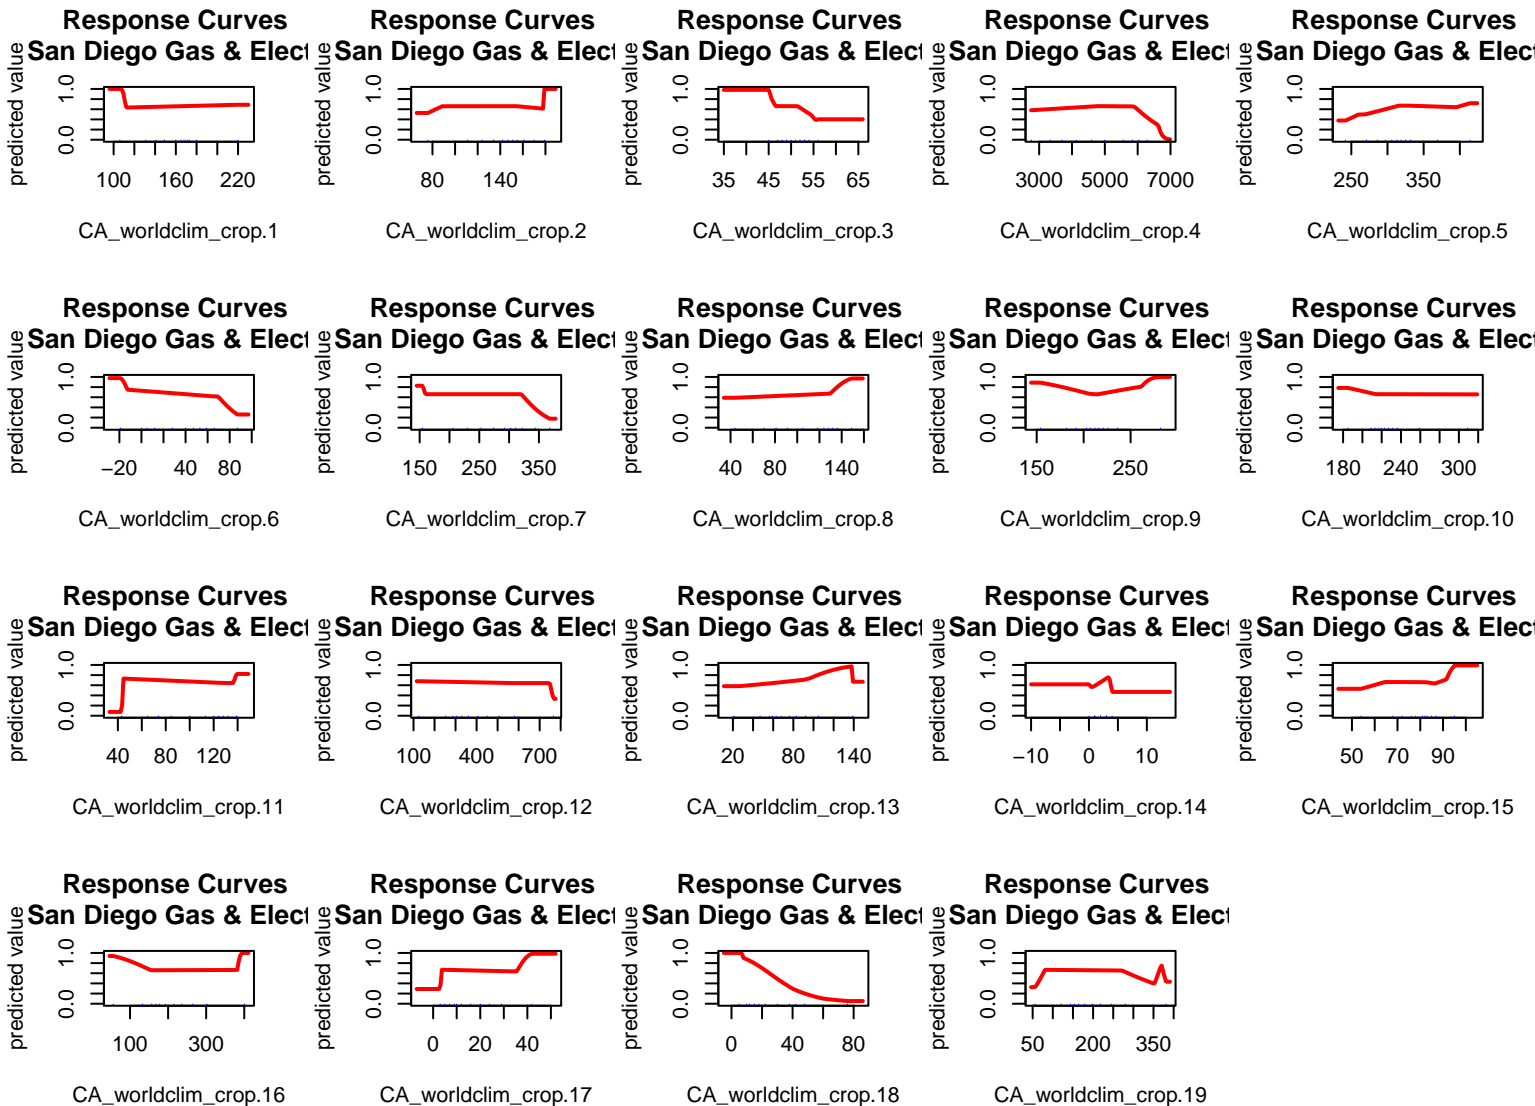 Response Curves
San Diego Gas & Elect
predicted value
0.0 1.0
100 160 220
CA_worldclim_crop.1
Response Curves
San Diego Gas & Elect
predicted value
0.0 1.0
80 140
CA_worldclim_crop.2
Response Curves
San Diego Gas & Elect
predicted value
0.0 1.0
35 45 55 65
CA_worldclim_crop.3
Response Curves
San Diego Gas & Elect
predicted value
0.0 1.0
3000 5000 7000
CA_worldclim_crop.4
Response Curves
San Diego Gas & Elect
predicted value
0.0 1.0
250 350
CA_worldclim_crop.5
Response Curves
San Diego Gas & Elect
predicted value
0.0 1.0
−20 40 80
CA_worldclim_crop.6
Response Curves
San Diego Gas & Elect
predicted value
0.0 1.0
150 250 350
CA_worldclim_crop.7
Response Curves
San Diego Gas & Elect
predicted value
0.0 1.0
40 80 140
CA_worldclim_crop.8
Response Curves
San Diego Gas & Elect
predicted value
0.0 1.0
150 250
CA_worldclim_crop.9
Response Curves
San Diego Gas & Elect
predicted value
0.0 1.0
180 240 300
CA_worldclim_crop.10
Response Curves
San Diego Gas & Elect
predicted value
0.0 1.0
40 80 120
CA_worldclim_crop.11
Response Curves
San Diego Gas & Elect
predicted value
0.0 1.0
100 400 700
CA_worldclim_crop.12
Response Curves
San Diego Gas & Elect
predicted value
0.0 1.0
20 80 140
CA_worldclim_crop.13
Response Curves
San Diego Gas & Elect
predicted value
0.0 1.0
−10 0 10
CA_worldclim_crop.14
Response Curves
San Diego Gas & Elect
predicted value
0.0 1.0
50 70 90
CA_worldclim_crop.15
Response Curves
San Diego Gas & Elect
predicted value
0.0 1.0
100 300
CA_worldclim_crop.16
Response Curves
San Diego Gas & Elect
predicted value
0.0 1.0
0 20 40
CA_worldclim_crop.17
Response Curves
San Diego Gas & Elect
predicted value
0.0 1.0
0 40 80
CA_worldclim_crop.18
Response Curves
San Diego Gas & Elect
predicted value
0.0 1.0
50 200 350
CA_worldclim_crop.19